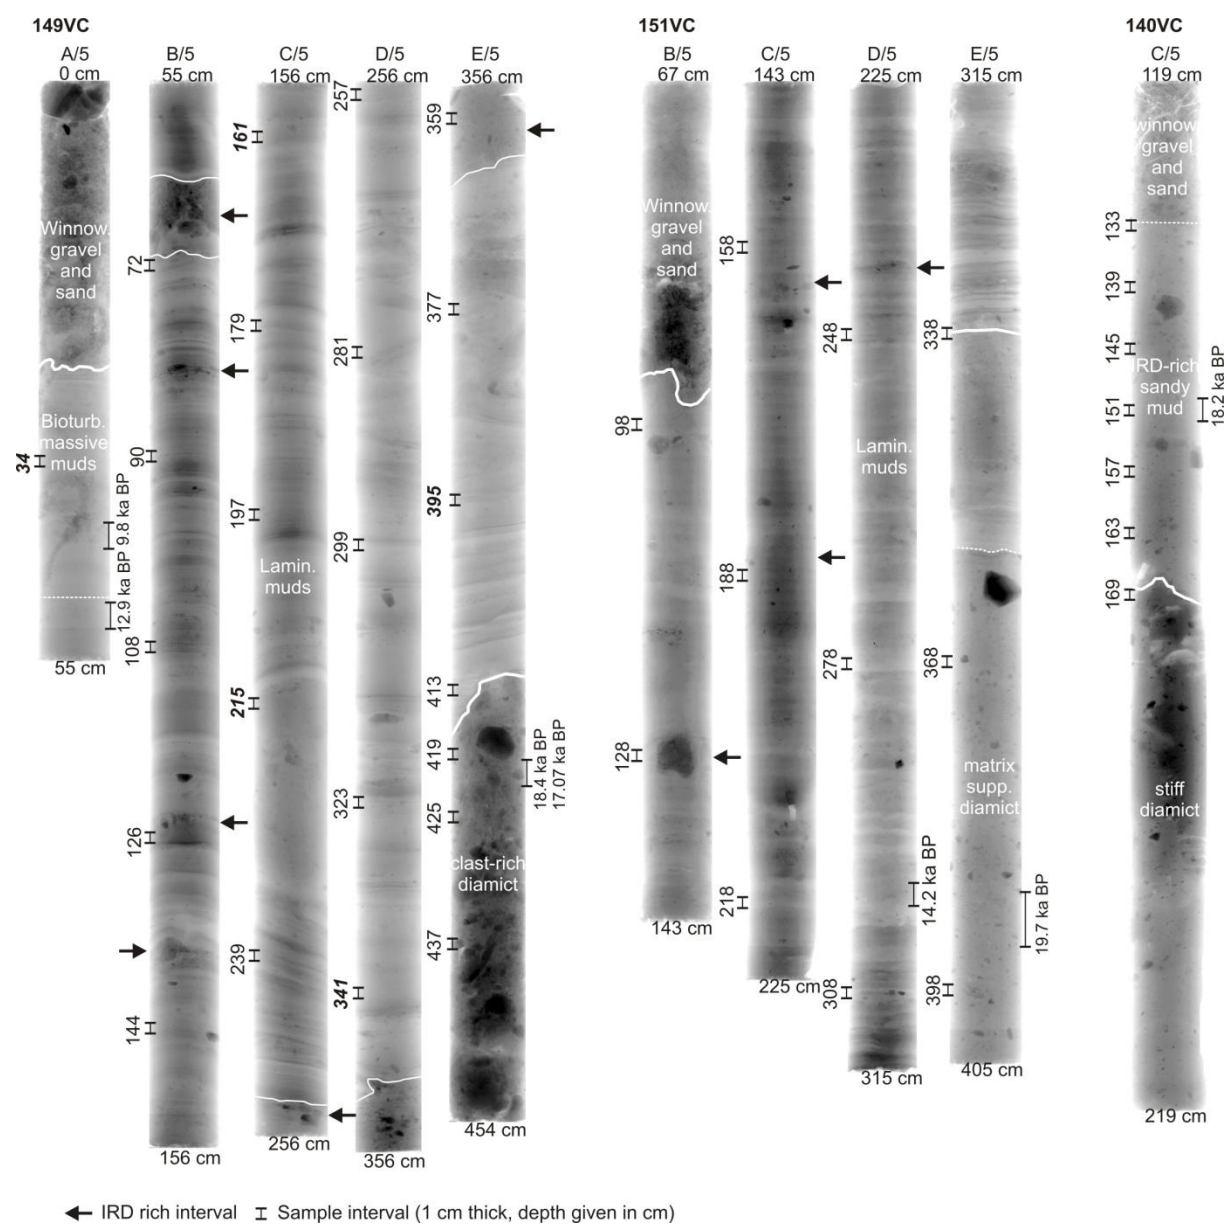 149VC
151VC
140VC
A/5
0 cm
B/5
55 cm
C/5
156 cm
D/5
256 cm
E/5
356 cm
B/5
67 cm
C/5
143 cm
D/5
225 cm
E/5
315 cm
C/5
119 cm
Winnow.
gravel
and
sand
Bioturb.
massive
muds
34
9.8 ka BP
12.9 ka BP
55 cm
72
90
108
126
144
156 cm
161
179
197
Lamin.
muds
215
239
256 cm
257
281
299
323
341
356 cm
359
377
395
413
419
425
437
18.4 ka BP
17.07 ka BP
clast-rich
diamict
454 cm
Winnow.
gravel
and
sand
98
128
143 cm
158
188
218
225 cm
248
Lamin.
muds
278
14.2 ka BP
308
315 cm
338
368
matrix
supp.
diamict
19.7 ka BP
398
405 cm
winnow.
gravel
and
sand
133
139
145
151
157
163
169
IRD-rich
sandy
mud
18.2 ka BP
stiff
diamict
219 cm
IRD rich interval
Sample interval (1 cm thick, depth given in cm)